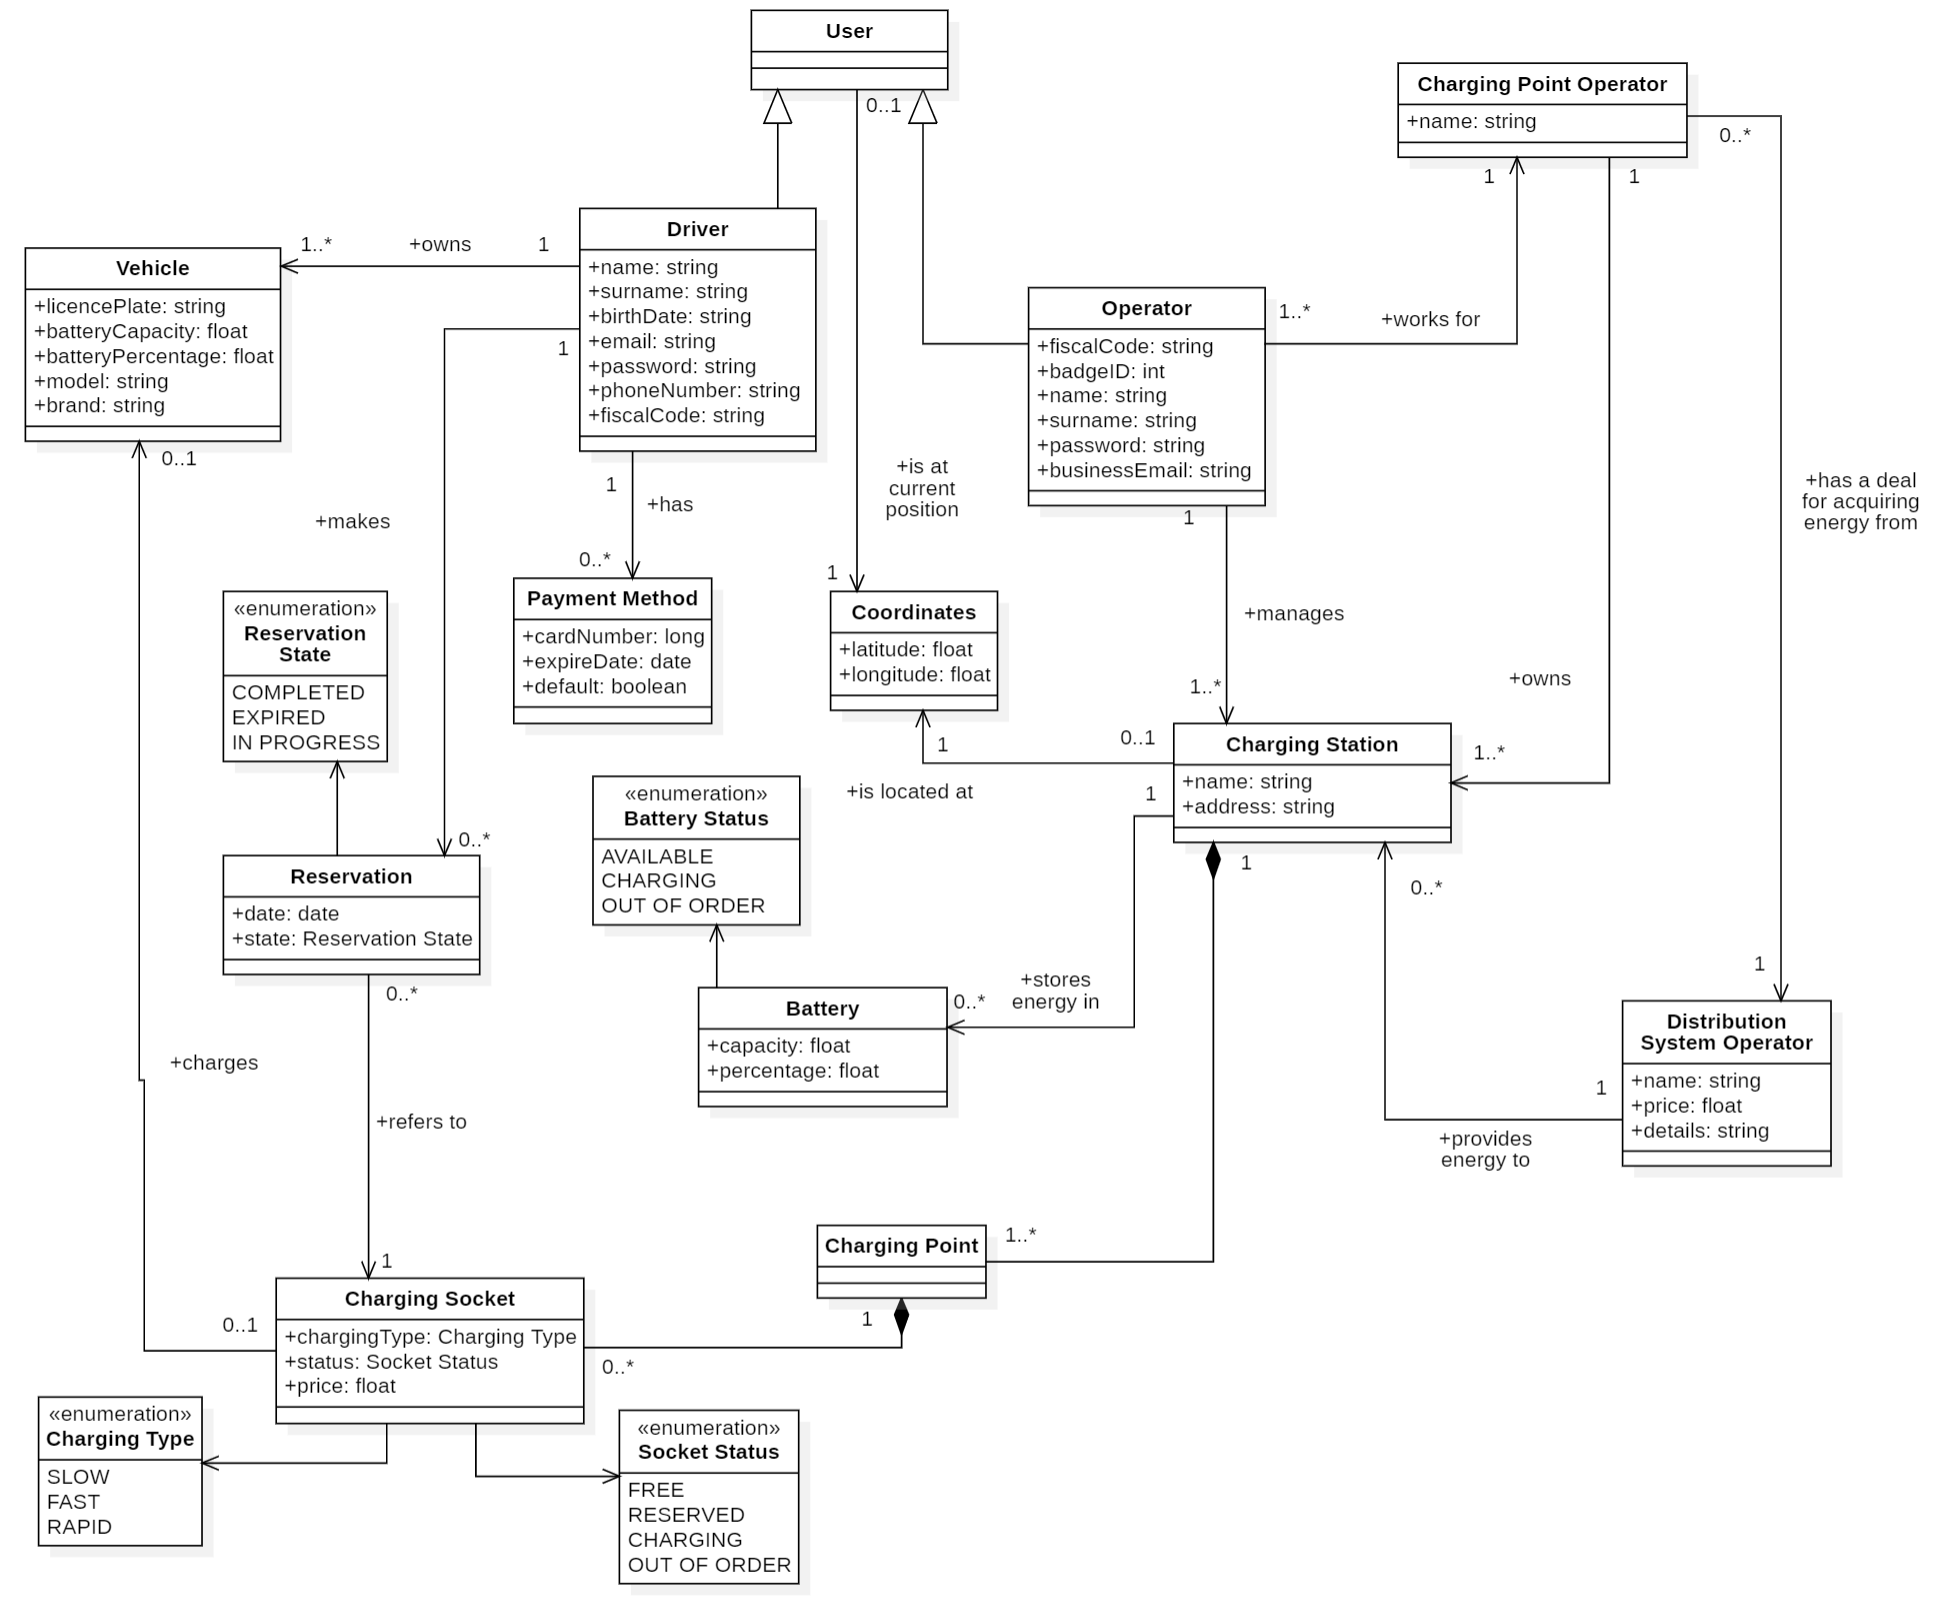 User
0..1
Charging Point Operator
+name: string
0..*
1
1
Driver
+name: string
+surname: string
+birthDate: string
+email: string
+password: string
+phoneNumber: string
+fiscalCode: string
1..*
+owns
1
Vehicle
+licencePlate: string
+batteryCapacity: float
+batteryPercentage: float
+model: string
+brand: string
0..1
1
Operator
+fiscalCode: string
+badgeID: int
+name: string
+surname: string
+password: string
+businessEmail: string
1..*
+works for
+is at
current
position
+has a deal
for acquiring
energy from
1
+has
0..*
+makes
1
1
+manages
1..*
+owns
«enumeration»
Reservation
State
COMPLETED
EXPIRED
IN PROGRESS
Payment Method
+cardNumber: long
+expireDate: date
+default: boolean
Coordinates
+latitude: float
+longitude: float
1
0..1
+is located at
Charging Station
+name: string
+address: string
1..*
1
1
0..*
«enumeration»
Battery Status
AVAILABLE
CHARGING
OUT OF ORDER
0..*
Reservation
+date: date
+state: Reservation State
0..*
Battery
+capacity: float
+percentage: float
0..*
+stores
energy in
1
Distribution
System Operator
+name: string
+price: float
+details: string
1
+provides
energy to
+charges
+refers to
1
Charging Point
1..*
1
Charging Socket
+chargingType: Charging Type
+status: Socket Status
+price: float
0..1
0..*
«enumeration»
Charging Type
SLOW
FAST
RAPID
«enumeration»
Socket Status
FREE
RESERVED
CHARGING
OUT OF ORDER